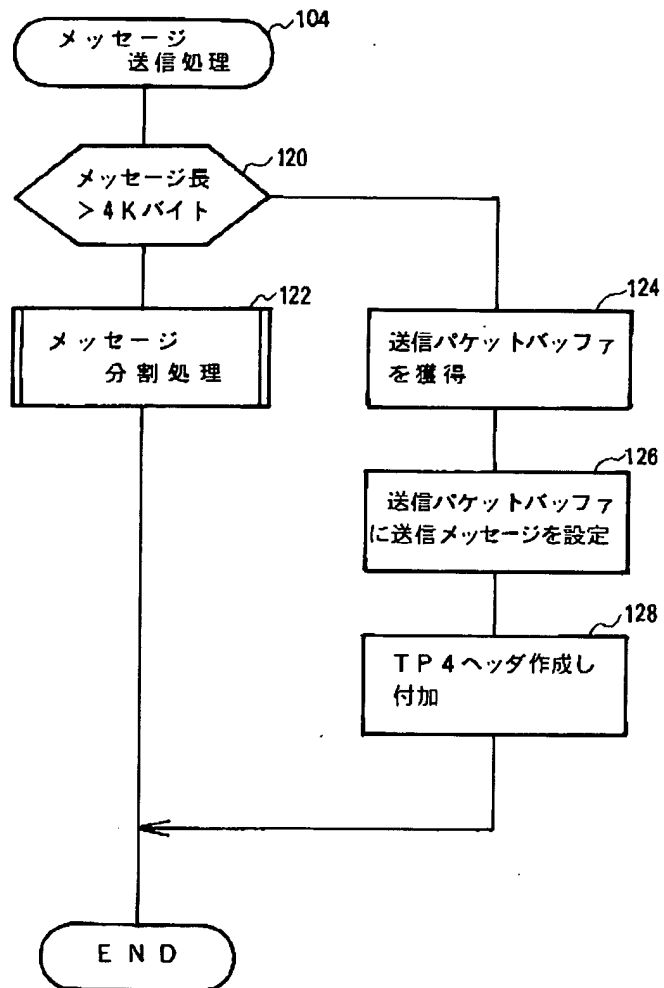 104
メッセージ
送信処理
120
メッセージ長
>4Kバイト
122
メッセージ
分割処理
124
送信パケットバッファ
を獲得
126
送信パケットバッファ
に送信メッセージを設定
128
TP4ヘッダ作成し
付加
END